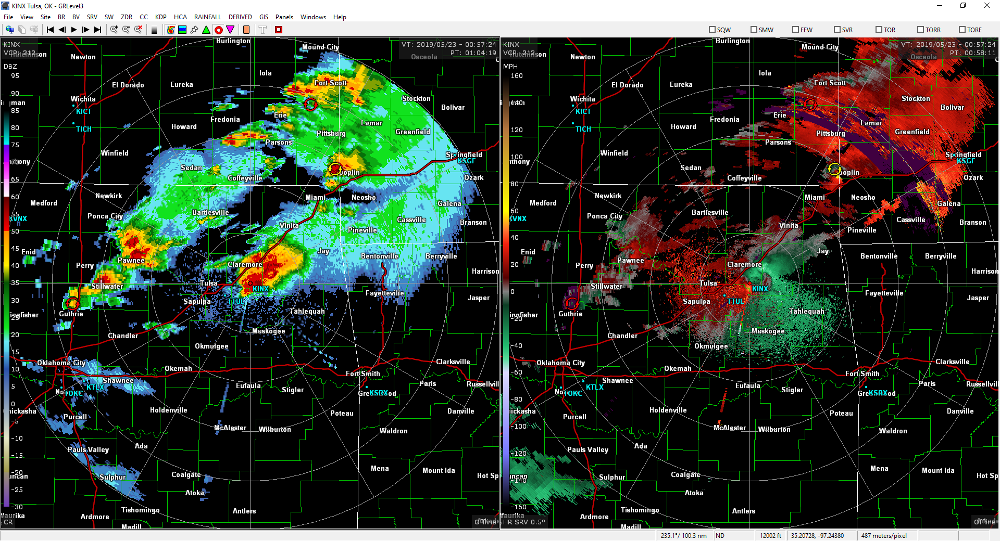 KINX Tulsa, OK - GRLevel3
File View Site BR BV SRV SW ZDR CC KDP HCA RAINFALL DERIVED GIS Panels Windows Help
SQW SMW FFW SVR TOR TORR TORE
KINX
VCP: 212
DBZ
VT: 2019/05/23 - 00:57:24
PT: 01:04:19
95
90
85
80
75
70
65
60
55
50
45
40
35
30
25
20
15
10
5
0
-5
-10
-15
-20
-25
-30
CR
Burlington
Mound City
Osceola
Newton
Iola
El Dorado
Eureka
Fort Scott
Wichita
KICT
Stockton
Bolivar
TICH
Howard
Fredonia
Erie
Lamar
Pittsburg
Greenfield
Parsons
Winfield
Springfield
KSGF
Sedan
Coffeyville
Joplin
Ozark
Medford
Newkirk
Miami
Neosho
Galena
Ponca City
Bartlesville
KVNX
Cassville
Branson
Vinita
Pineville
Enid
Pawnee
Jay
Bentonville
Berryville
Perry
Claremore
Harrison
Stillwater
Tulsa
KINX
Fayetteville
Sapulpa
TTUL
Jasper
Guthrie
Tahlequah
Chandler
Muskogee
Okmulgee
Oklahoma City
Okemah
Clarksville
Shawnee
KTLX
TOKC
Fort Smith
Eufaula
Stigler
Paris
Russellvil
KSRX
Holdenville
Purcell
Poteau
Danville
McAlester
Wilburton
Waldron
Pauls Valley
Ada
Mena
Mount Ida
Sulphur
Coalgate
Hot Sp
Atoka
Tishomingo
Antlers
Ardmore
Madill
Offline
KINX
VCP: 212
MPH
VT: 2019/05/23 - 00:57:24
PT: 00:58:11
160
140
120
100
80
60
40
20
0
-20
-40
-60
-80
-100
-120
-140
-160
HR SRV 0.5°
Burlington
Mound City
Osceola
Newton
Iola
El Dorado
Eureka
Fort Scott
Wichita
KICT
Stockton
Bolivar
TICH
Howard
Fredonia
Erie
Lamar
Pittsburg
Greenfield
Parsons
Winfield
Springfield
KSGF
Sedan
Coffeyville
Joplin
Ozark
Medford
Newkirk
Miami
Neosho
Galena
Ponca City
Bartlesville
KVNX
Cassville
Branson
Vinita
Pineville
Enid
Pawnee
Jay
Bentonville
Berryville
Perry
Claremore
Harrison
Stillwater
Tulsa
KINX
Fayetteville
Sapulpa
TTUL
Jasper
Guthrie
Tahlequah
Chandler
Muskogee
Okmulgee
Oklahoma City
Okemah
Clarksville
Shawnee
KTLX
TOKC
Fort Smith
Eufaula
Stigler
Paris
Russellvil
KSRX
Holdenville
Purcell
Poteau
Danville
McAlester
Wilburton
Waldron
Pauls Valley
Ada
Mena
Mount Ida
Sulphur
Coalgate
Hot Sp
Atoka
Tishomingo
Antlers
Ardmore
Madill
Offline
235.1°/ 100.3 nm ND 12002 ft 35.20728, -97.24380 487 meters/pixel